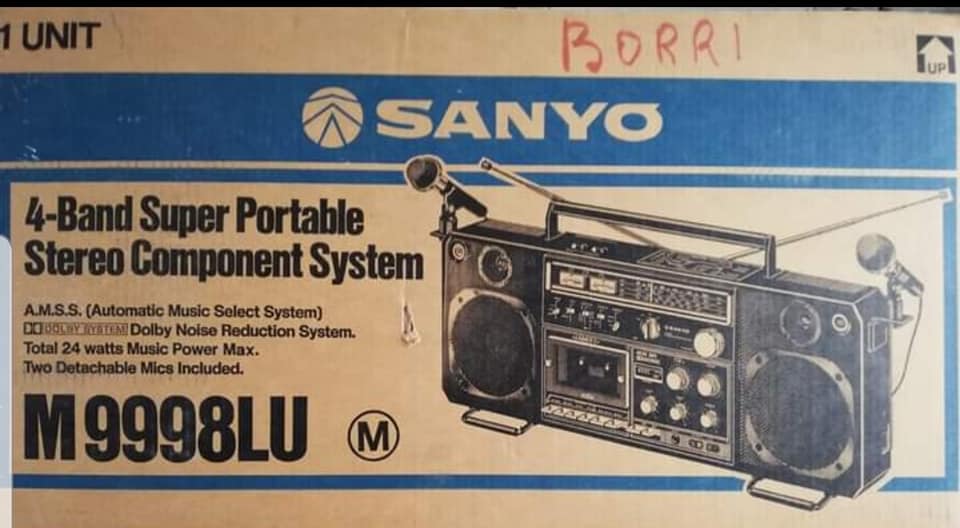 1 UNIT
BORRI
UP
SANYO
4-Band Super Portable
Stereo Component System
A.M.S.S. (Automatic Music Select System)
DOLBY SYSTEM Dolby Noise Reduction System.
Total 24 watts Music Power Max.
Two Detachable Mics Included.
M9998LU M